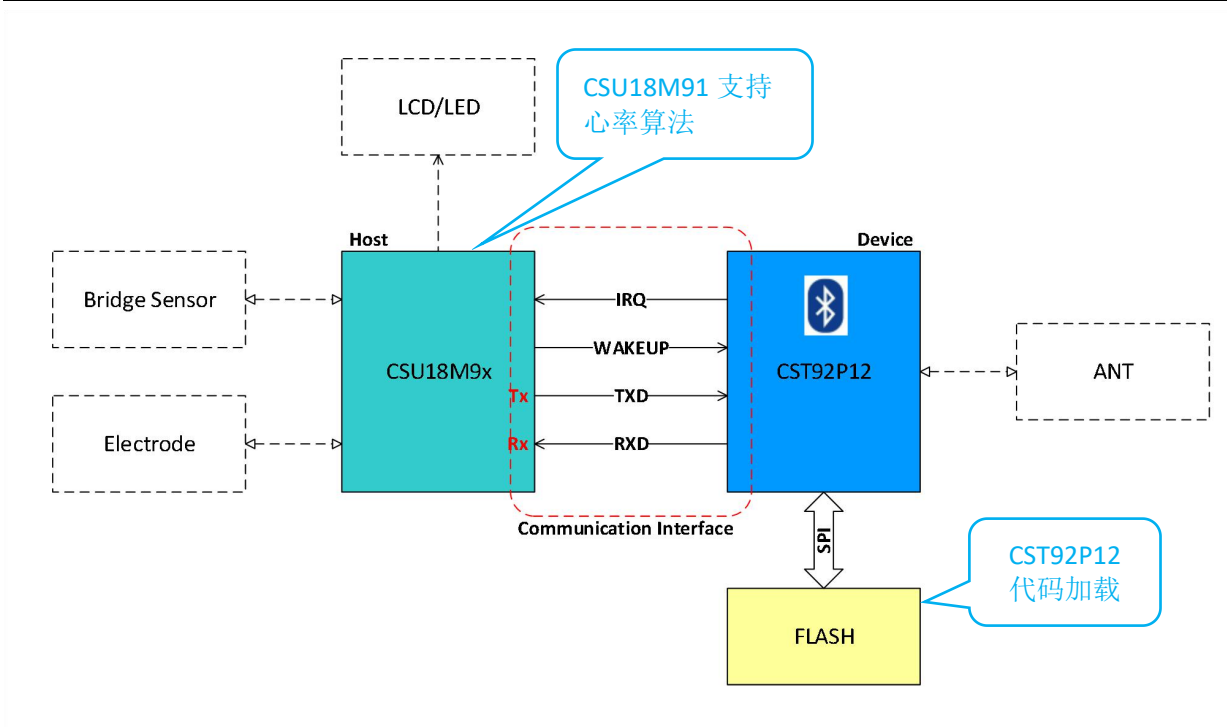 LCD/LED
CSU18M91 支持
心率算法
Host
Device
Bridge Sensor
IRQ
WAKEUP
CSU18M9x
CST92P12
ANT
Tx
TXD
Electrode
Rx
RXD
Communication Interface
SPI
CST92P12
代码加载
FLASH